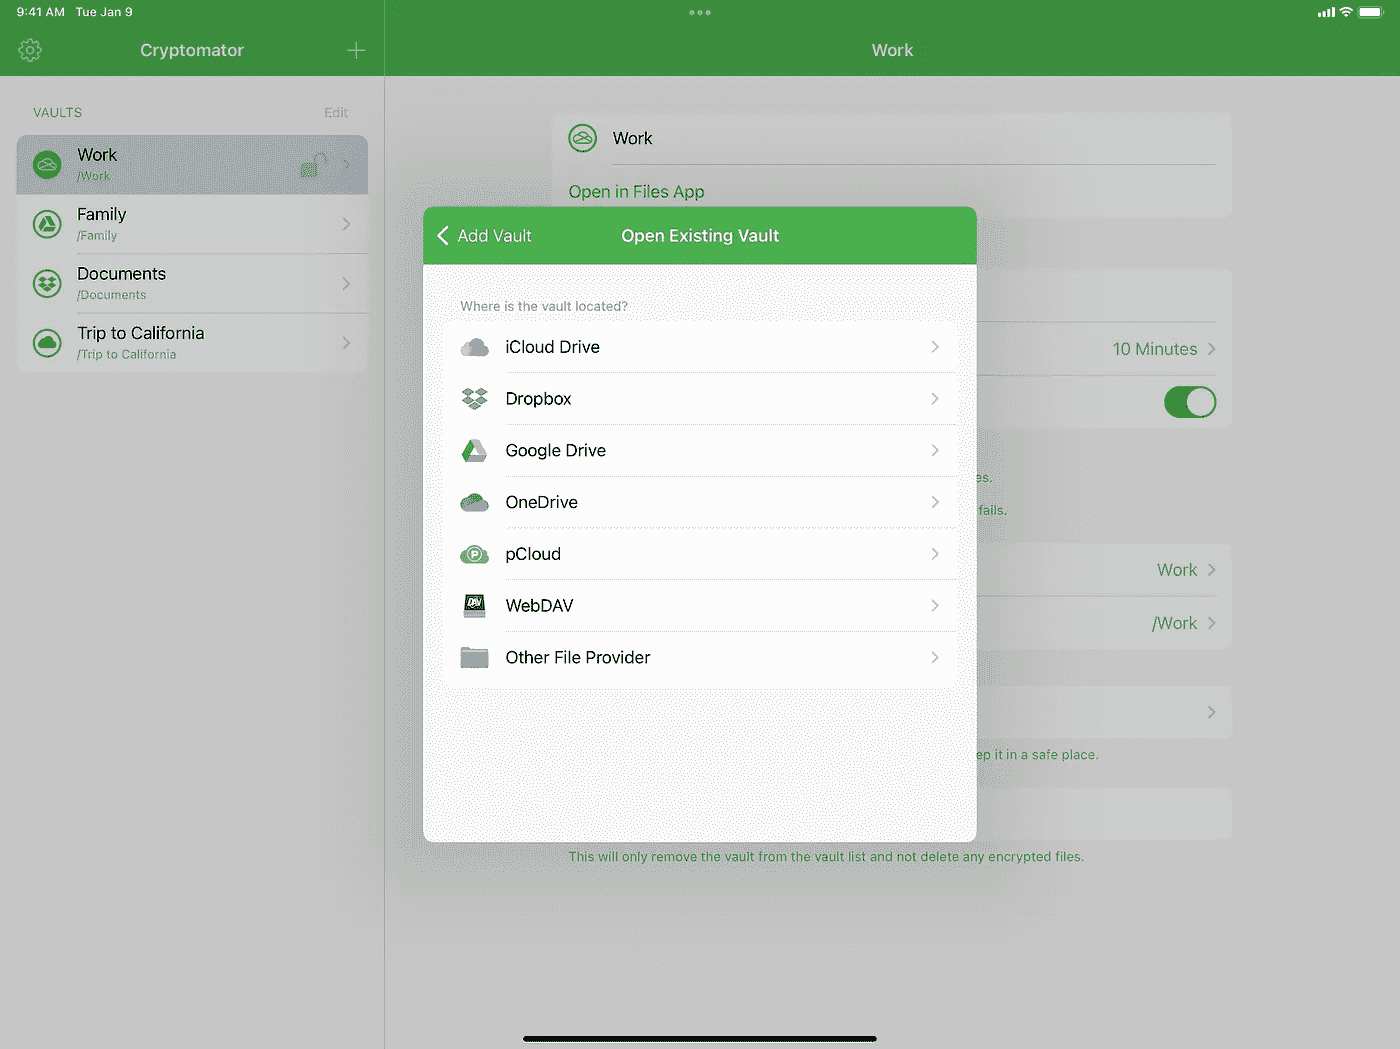 9:41 AM Tue Jan 9
Cryptomator
Work
VAULTS
Edit
Work
/Work
Family
/Family
Documents
/Documents
Trip to California
/Trip to California
Work
Open in Files App
Add Vault
Open Existing Vault
Where is the vault located?
iCloud Drive
Dropbox
Google Drive
OneDrive
pCloud
WebDAV
Other File Provider
10 Minutes
fails.
Work
/Work
it in a safe place.
This will only remove the vault from the vault list and not delete any encrypted files.